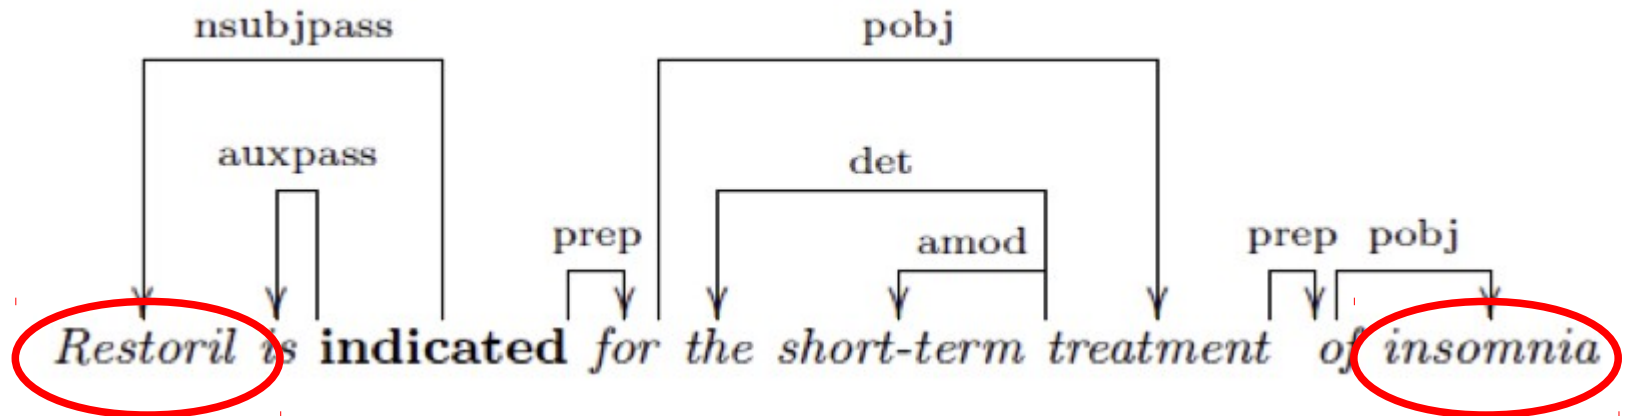 nsubjpass pobj
auxpass det
prep amod prep pobj
Restoril is indicated for the short-term treatment of insomnia